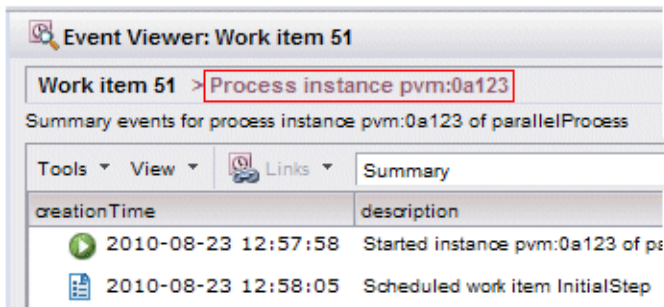 Event Viewer: Work item 51
Work item 51 > Process instance pvm:0a123
Summary events for process instance pvm:0a123 of parallelProcess
Tools View Links Summary
creationTime description
2010-08-23 12:57:58 Started instance pvm:0a123 of
2010-08-23 12:58:05 Scheduled work item InitialStep